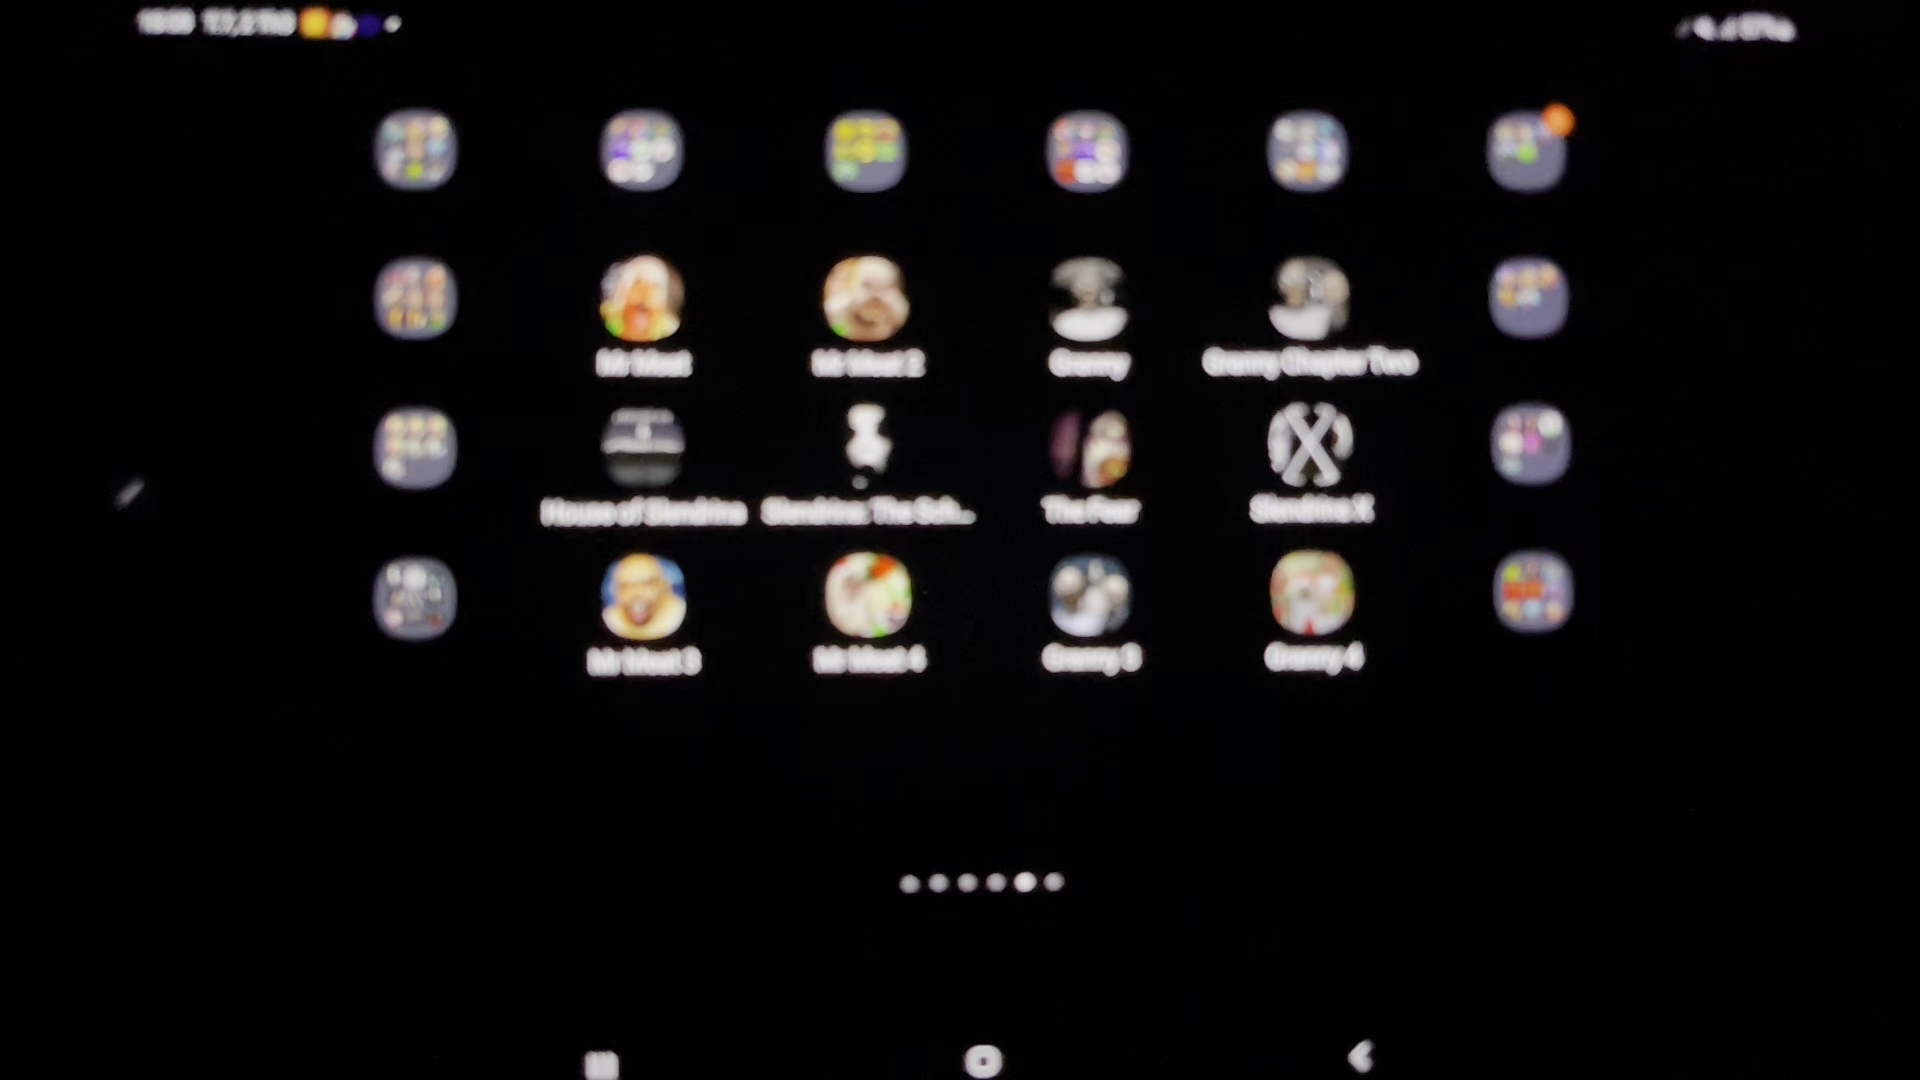 Mr Meat
Mr Meat 2
Granny
Granny Chapter Two
House of Slendrina
Slendrina: The Sch...
The Fear
Slendrina X
Mr Meat 3
Mr Meat 4
Granny 3
Granny 4